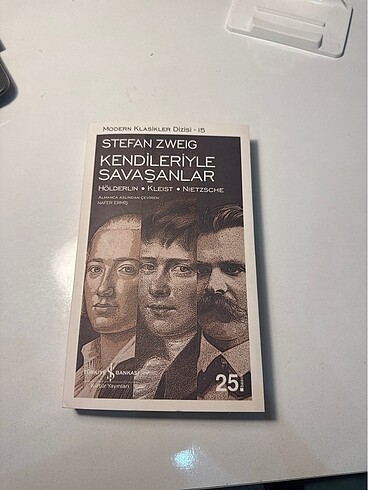 MODERN KLASİKLER DİZİSİ - 15
STEFAN ZWEIG
KENDİLERİYLE
SAVAŞANLAR
HÖLDERLIN • KLEIST • NIETZSCHE
ALMANCA ASLINDAN ÇEVİREN
NAFER ERMİŞ
TÜRKİYE İŞ BANKASI
Kültür Yayınları
25.